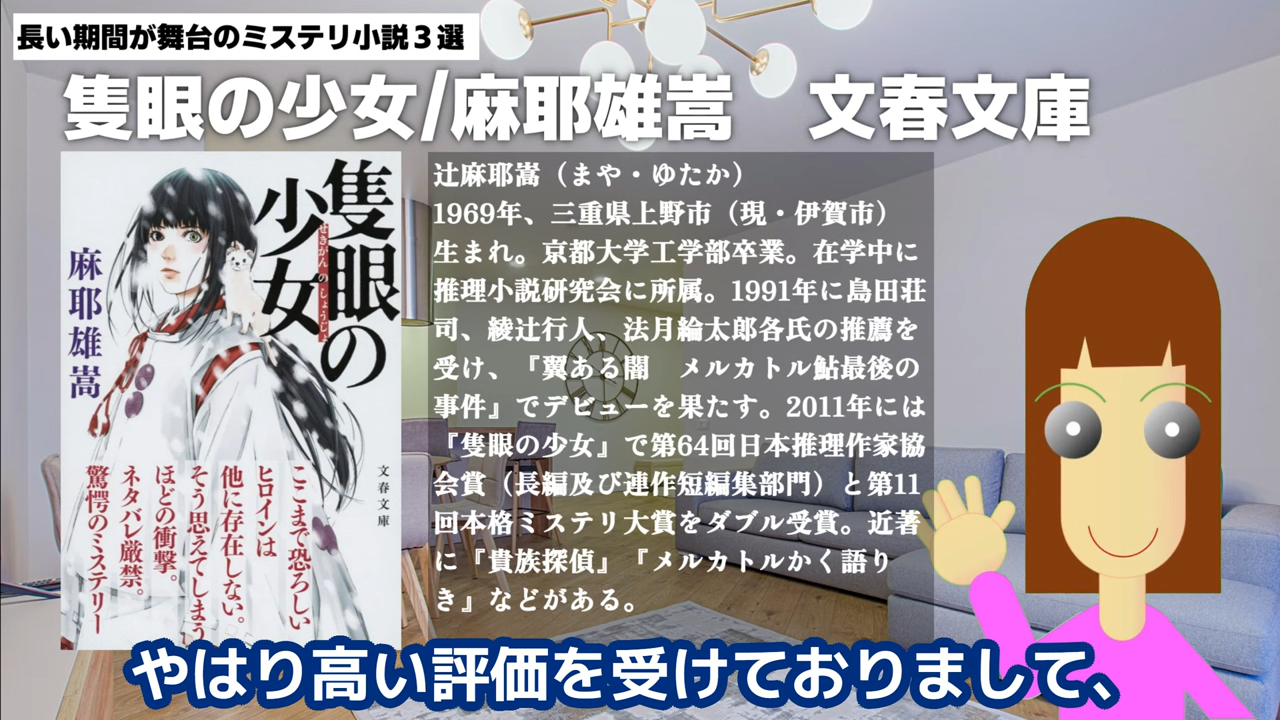 長い期間が舞台のミステリ小説３選
隻眼の少女/麻耶雄嵩　文春文庫
隻眼の
少女
せきがん の しょうじょ
麻耶雄嵩
文春文庫
ここまで恐ろしい
ヒロインは
他に存在しない。
そう思えてしまう
ほどの衝撃。
ネタバレ厳禁。
驚愕のミステリー
辻麻耶嵩（まや・ゆたか）
1969年、三重県上野市（現・伊賀市）
生まれ。京都大学工学部卒業。在学中に
推理小説研究会に所属。1991年に島田荘
司、綾辻行人、法月綸太郎各氏の推薦を
受け、『翼ある闇　メルカトル鮎最後の
事件』でデビューを果たす。2011年には
『隻眼の少女』で第64回日本推理作家協
会賞（長編及び連作短編集部門）と第11
回本格ミステリ大賞をダブル受賞。近著
に『貴族探偵』『メルカトルかく語り
き』などがある。
やはり高い評価を受けておりまして、